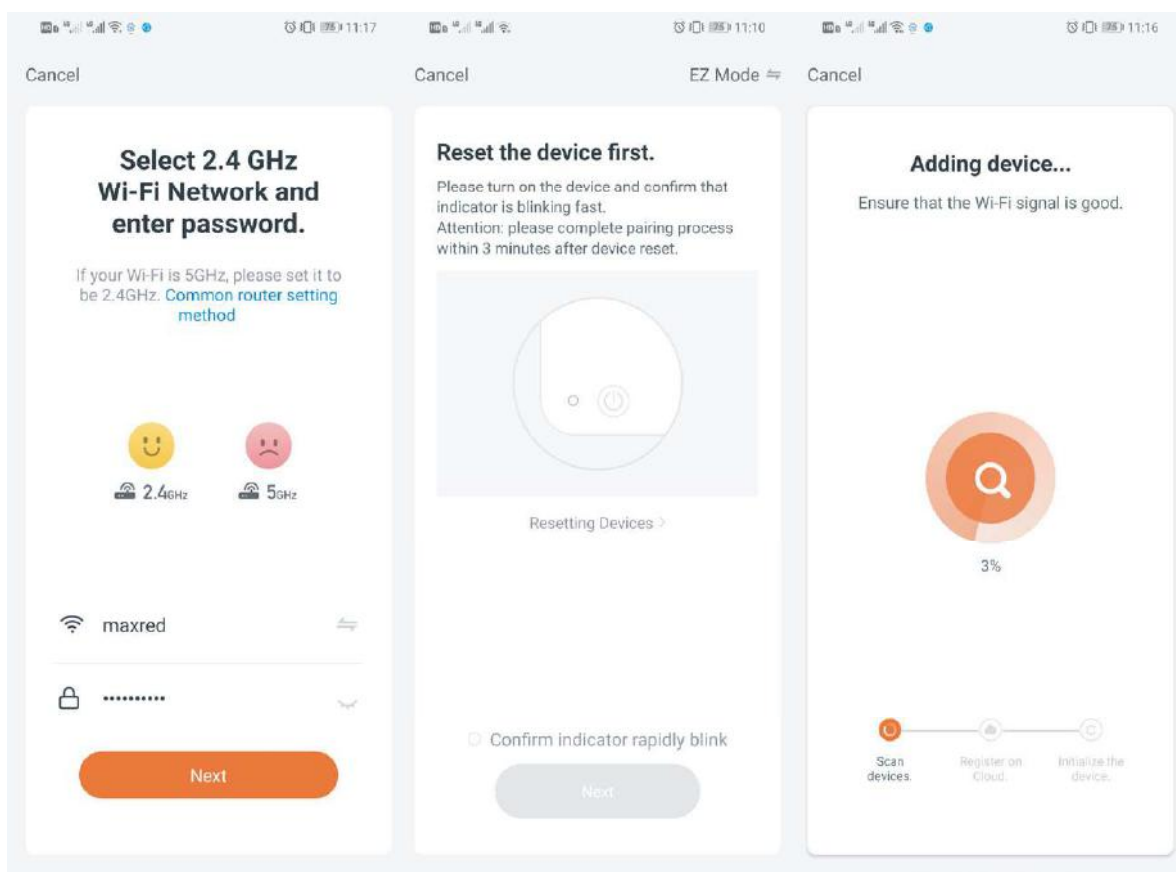 11:17
Cancel
Select 2.4 GHz
Wi-Fi Network and
enter password.
If your Wi-Fi is 5GHz, please set it to
be 2.4GHz. Common router setting
method
2.4GHz
5GHz
maxred
••••••••••
Next
11:10
Cancel
EZ Mode
Reset the device first.
Please turn on the device and confirm that
indicator is blinking fast.
Attention: please complete pairing process
within 3 minutes after device reset.
Resetting Devices
Confirm indicator rapidly blink
Next
11:16
Cancel
Adding device...
Ensure that the Wi-Fi signal is good.
3%
Scan
devices.
Register on
Cloud.
Initialize the
device.